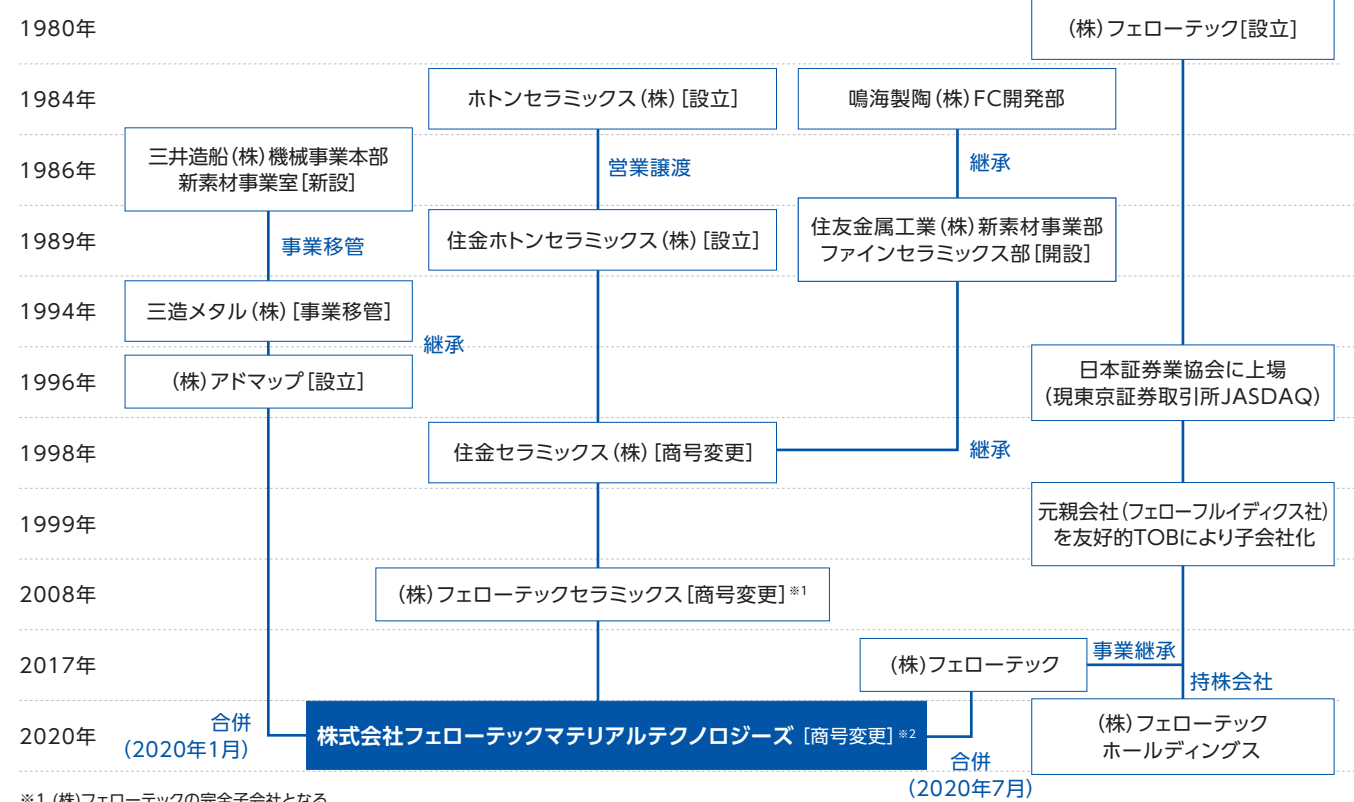 1980年
(株)フェローテック[設立]
1984年
ホトンセラミックス(株)[設立]
鳴海製陶(株)FC開発部
1986年
三井造船(株)機械事業本部
新素材事業室[新設]
営業譲渡
継承
1989年
事業移管
住金ホトンセラミックス(株)[設立]
住友金属工業(株)新素材事業部
ファインセラミックス部[開設]
1994年
三造メタル(株)[事業移管]
継承
1996年
(株)アドマップ[設立]
日本証券業協会に上場
(現東京証券取引所JASDAQ)
1998年
住金セラミックス(株)[商号変更]
継承
1999年
元親会社(フェローフルイディクス社)
を友好的TOBにより子会社化
2008年
(株)フェローテックセラミックス[商号変更]※1
2017年
(株)フェローテック
事業継承
持株会社
2020年
合併
(2020年1月)
株式会社フェローテックマテリアルテクノロジーズ [商号変更]※2
合併
(2020年7月)
(株)フェローテック
ホールディングス
※1 (株)フェローテックの完全子会社となる